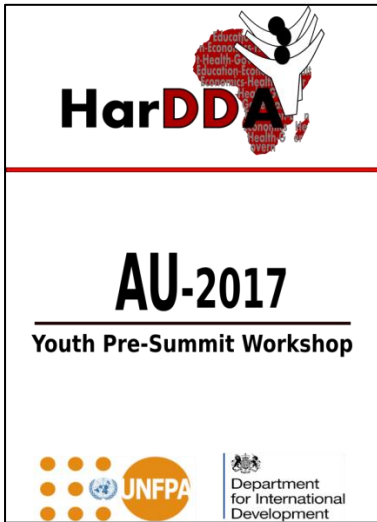 HarDDA
AU-2017
Youth Pre-Summit Workshop
UNFPA
Department
for International
Development